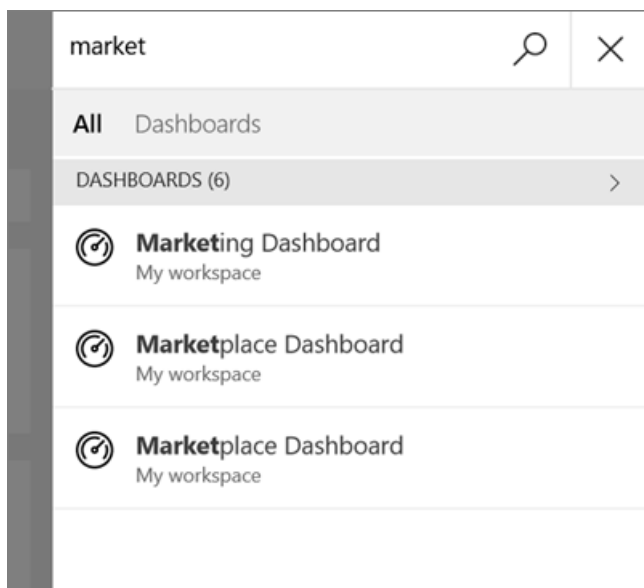 market
All Dashboards
DASHBOARDS (6)
Marketing Dashboard
My workspace
Marketplace Dashboard
My workspace
Marketplace Dashboard
My workspace